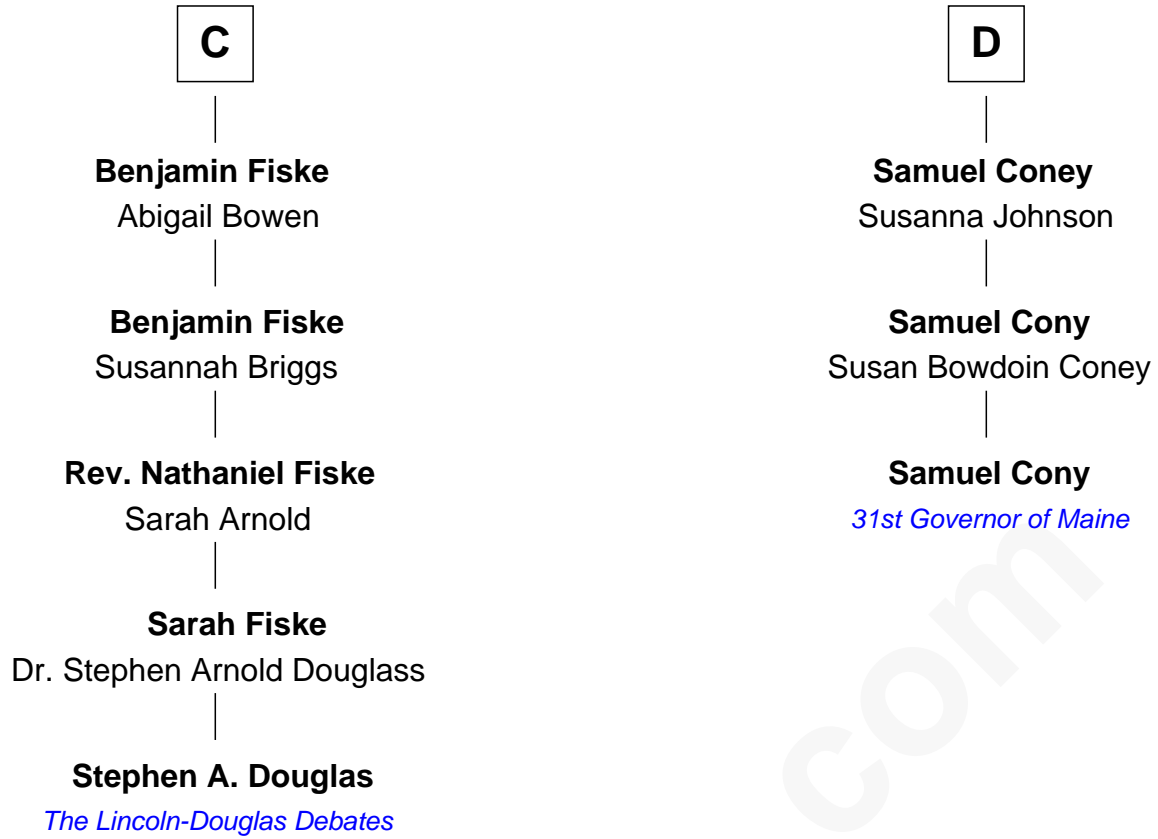 C
Benjamin Fiske
Abigail Bowen
Benjamin Fiske
Susannah Briggs
Rev. Nathaniel Fiske
Sarah Arnold
Sarah Fiske
Dr. Stephen Arnold Douglass
Stephen A. Douglas
The Lincoln-Douglas Debates
D
Samuel Coney
Susanna Johnson
Samuel Cony
Susan Bowdoin Coney
Samuel Cony
31st Governor of Maine
com